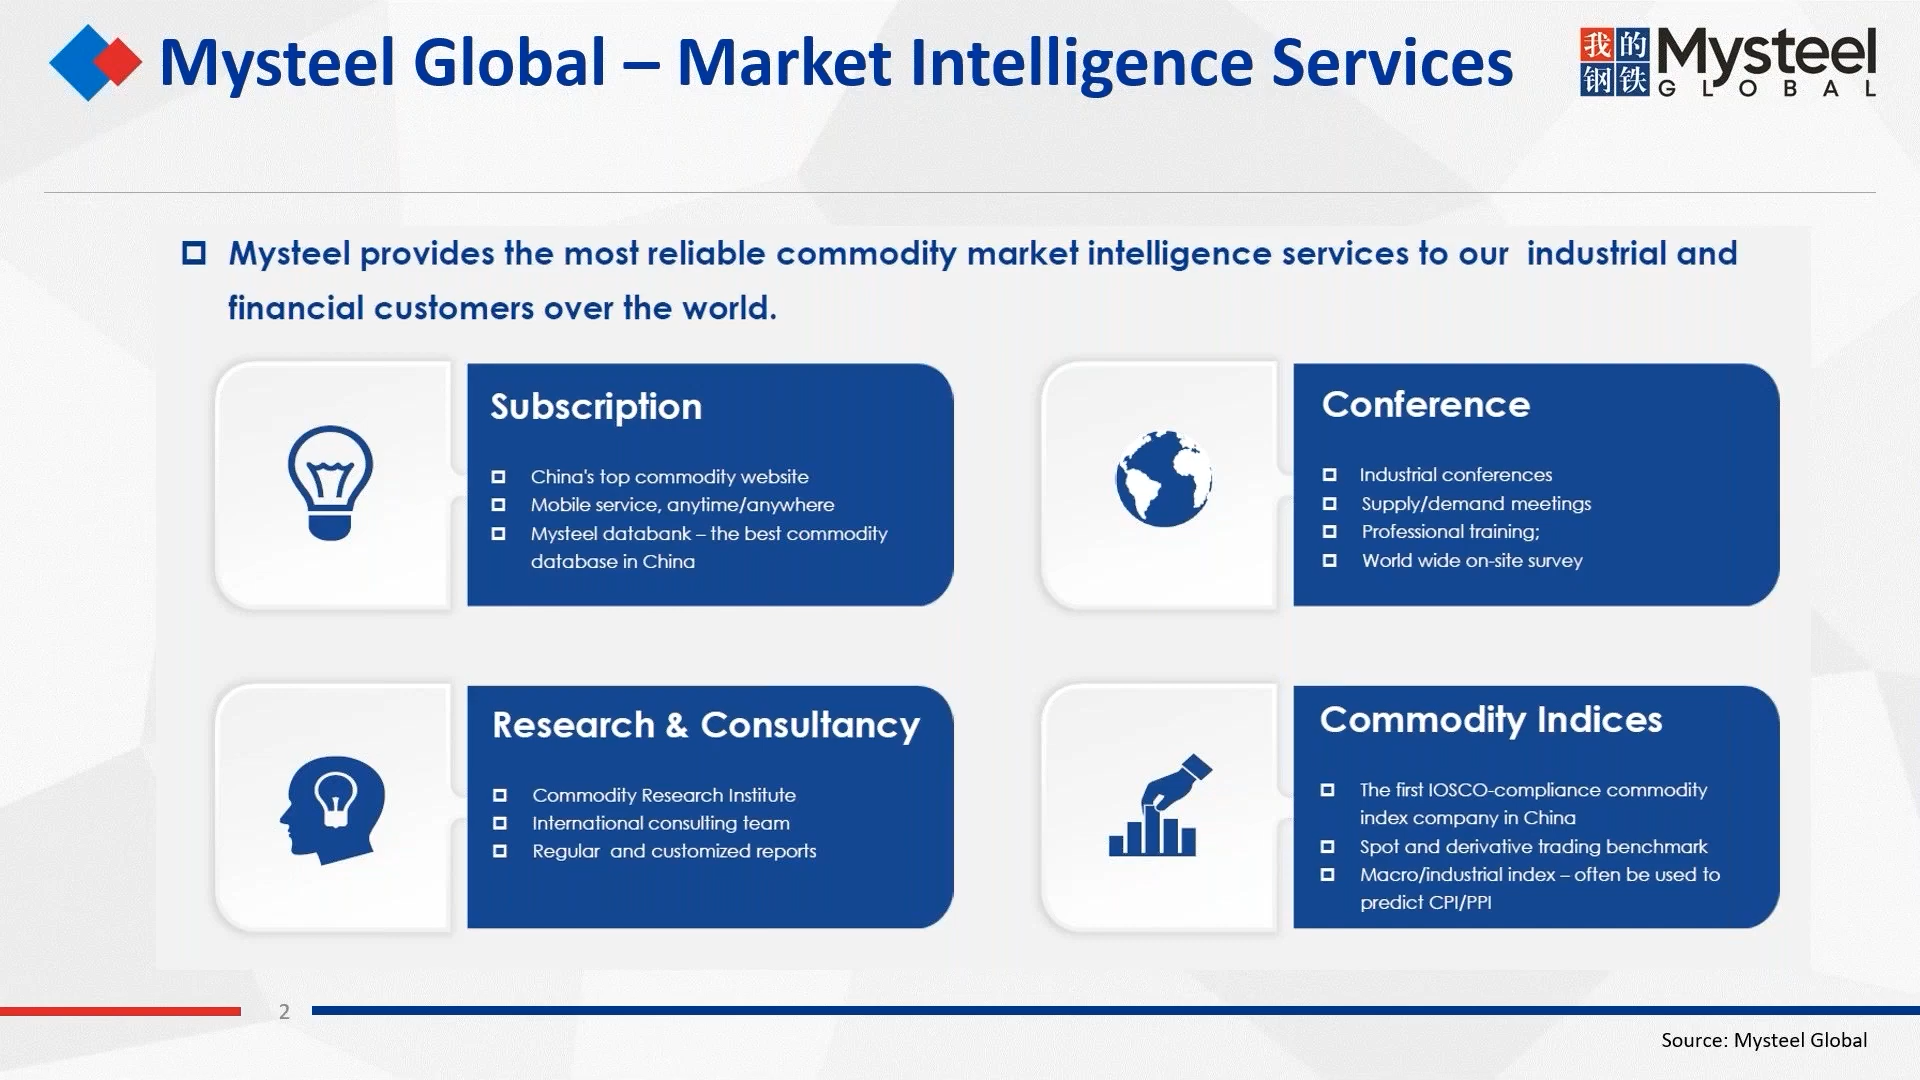 Mysteel Global – Market Intelligence Services
我的
钢铁
Mysteel
GLOBAL
Mysteel provides the most reliable commodity market intelligence services to our industrial and
financial customers over the world.
Subscription
China's top commodity website
Mobile service, anytime/anywhere
Mysteel databank – the best commodity
database in China
Conference
Industrial conferences
Supply/demand meetings
Professional training;
World wide on-site survey
Research & Consultancy
Commodity Research Institute
International consulting team
Regular and customized reports
Commodity Indices
The first IOSCO-compliance commodity
index company in China
Spot and derivative trading benchmark
Macro/industrial index – often be used to
predict CPI/PPI
2
Source: Mysteel Global